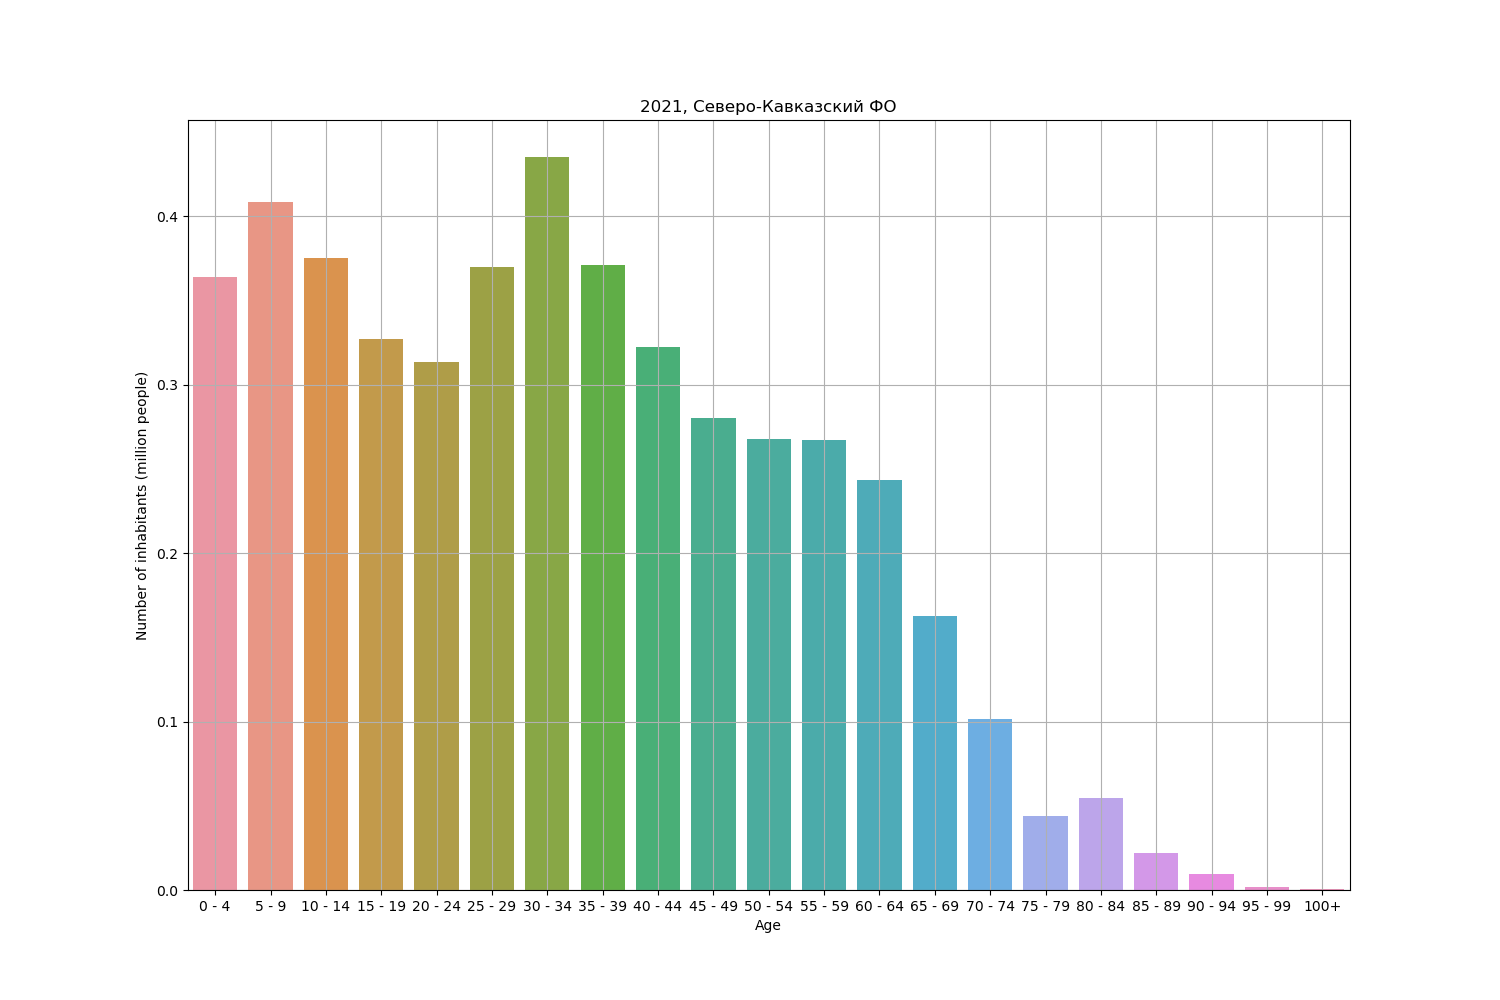 2021, Северо-Кавказский ФО
Number of inhabitants (million people)
0.4
0.3
0.2
0.1
0.0
0 - 4 5 - 9 10 - 14 15 - 19 20 - 24 25 - 29 30 - 34 35 - 39 40 - 44 45 - 49 50 - 54 55 - 59 60 - 64 65 - 69 70 - 74 75 - 79 80 - 84 85 - 89 90 - 94 95 - 99 100+
Age